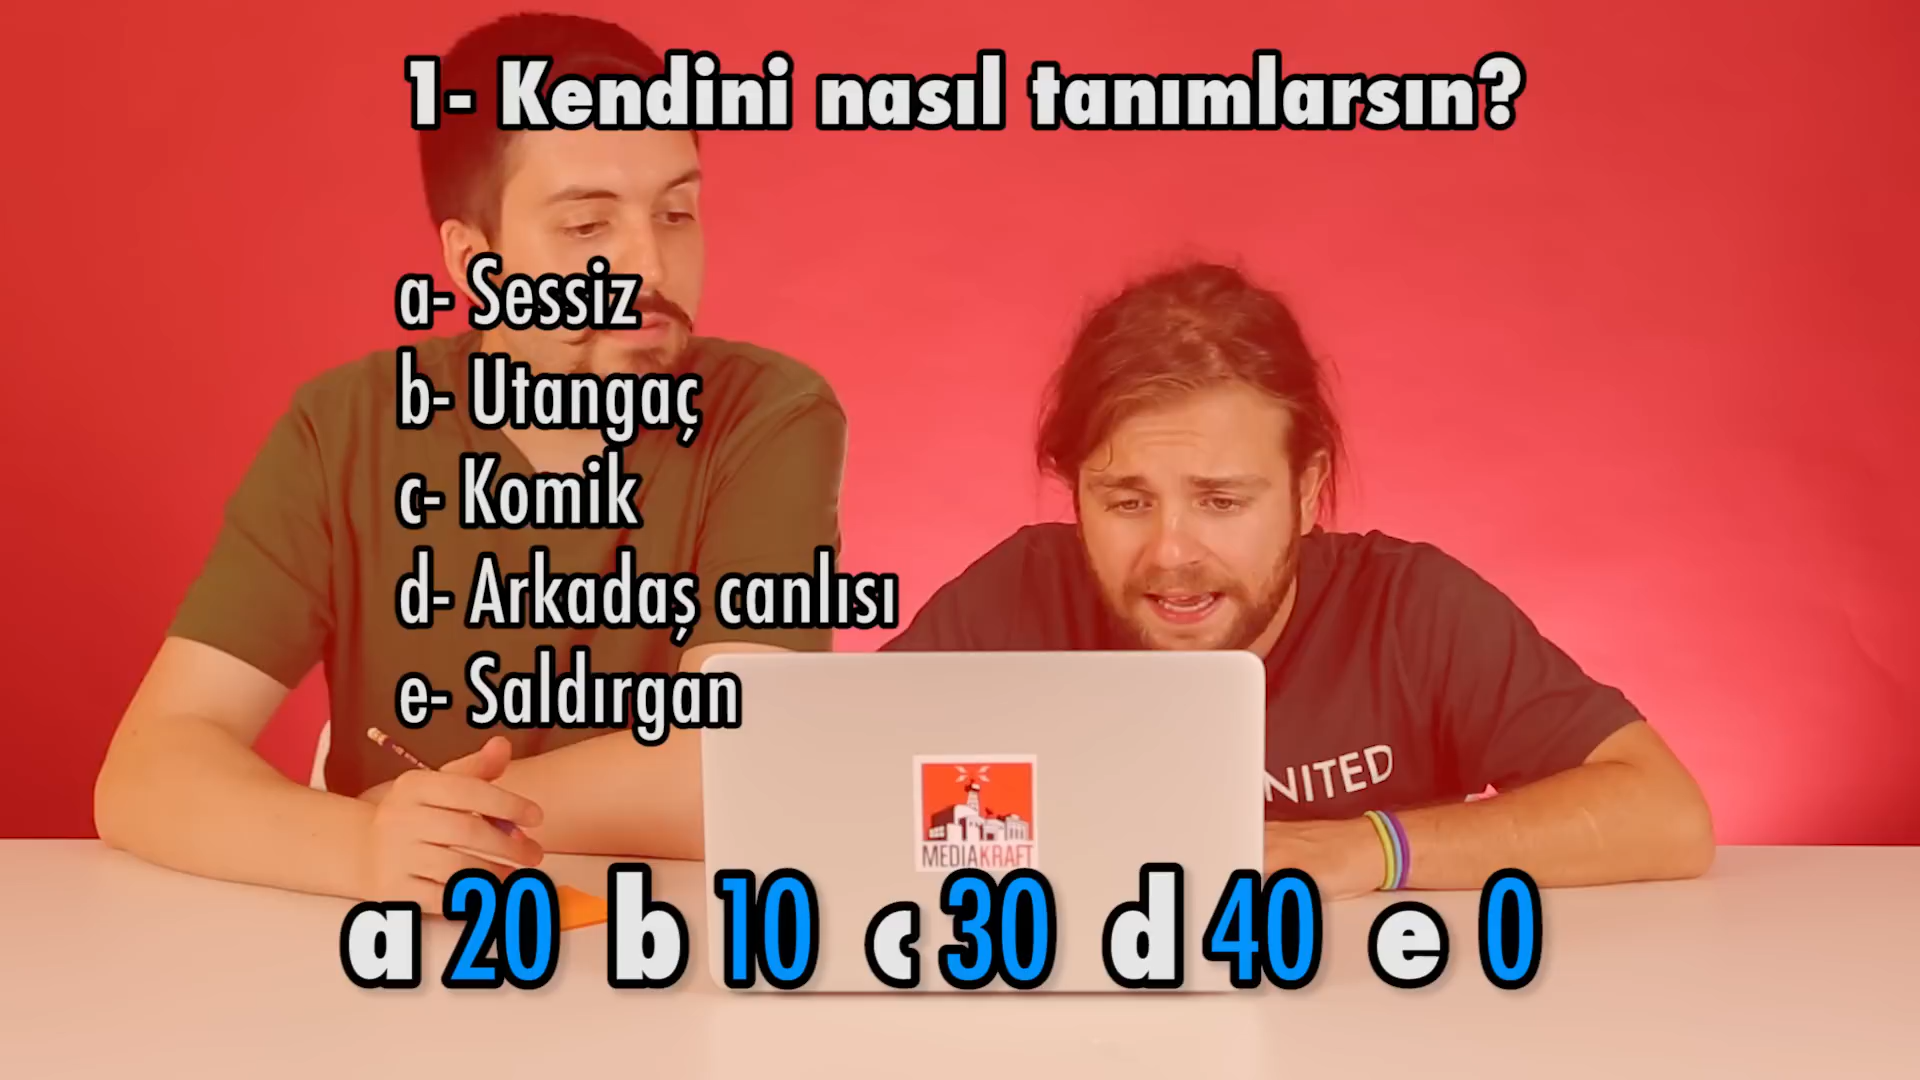 1- Kendini nasıl tanımlarsın?
a- Sessiz
b- Utangaç
c- Komik
d- Arkadaş canlısı
e- Saldırgan
NITED
MEDIAKRAFT
a 20 b 10 c 30 d 40 e 0